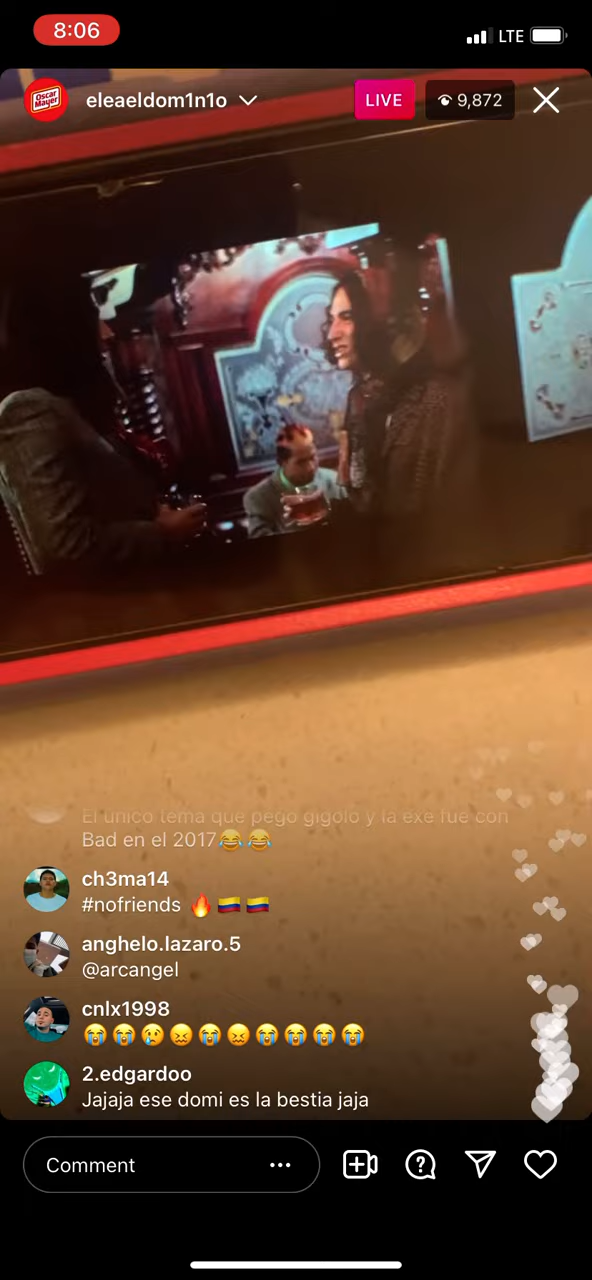 8:06
LTE
Oscar
Mayer
eleaeldom1n1o
LIVE
9,872
El unico tema que pego gigolo y la exe fue con
Bad en el 2017😂😂
ch3ma14
#nofriends 🔥🇨🇴🇨🇴
anghelo.lazaro.5
@arcangel
cnlx1998
😭😭😢😖😭😖😭😭😭😭
2.edgardoo
Jajaja ese domi es la bestia jaja
Comment